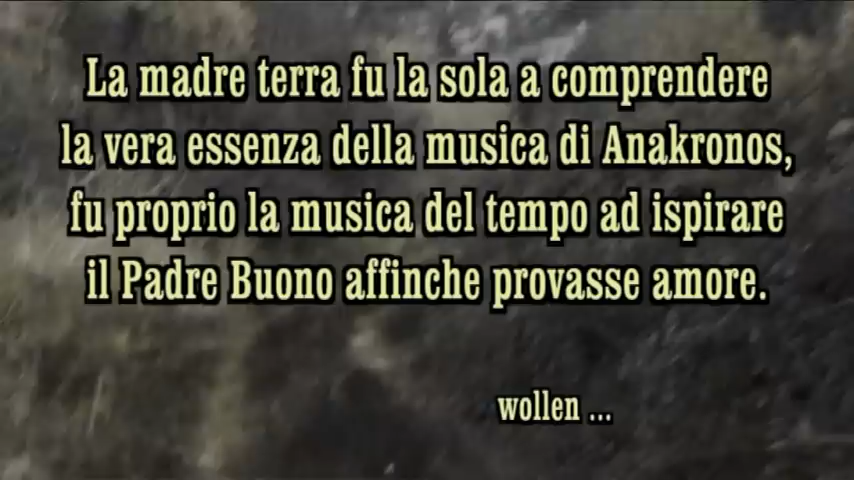 La madre terra fu la sola a comprendere
la vera essenza della musica di Anakronos,
fu proprio la musica del tempo ad ispirare
il Padre Buono affinche provasse amore.
wollen ...